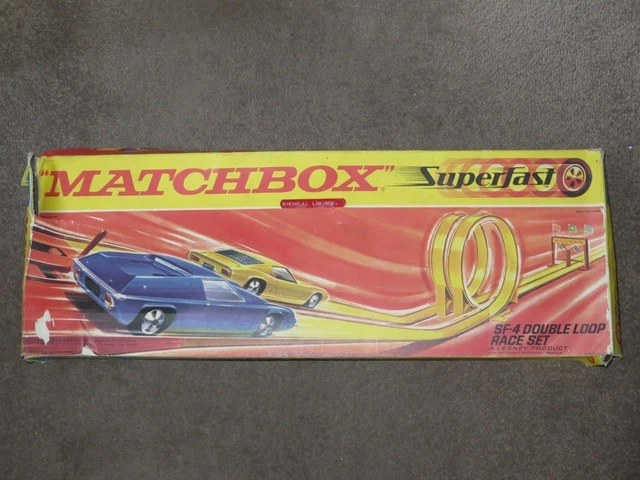 "MATCHBOX"
Superfast
SF-4 DOUBLE LOOP
RACE SET
A LESNEY PRODUCT